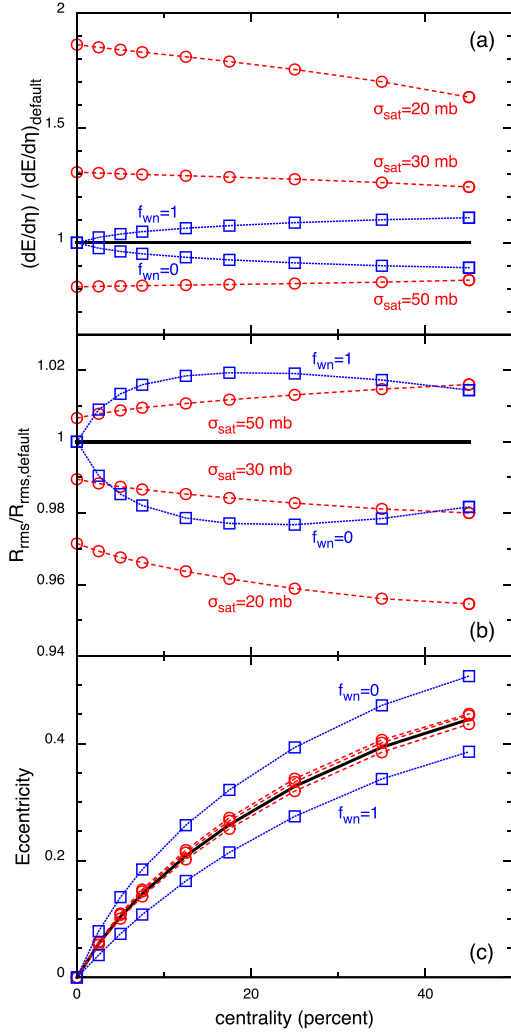 2
(a)
(dE/dη) / (dE/dη)default
σsat=20 mb
1.5
σsat=30 mb
fwn=1
1
fwn=0
σsat=50 mb
1.02
fwn=1
σsat=50 mb
1
Rrms/Rrms,default
σsat=30 mb
0.98
fwn=0
0.96
σsat=20 mb
(b)
0.94
fwn=0
0.4
Eccentricity
fwn=1
0.2
(c)
0
0 20 40
centrality (percent)